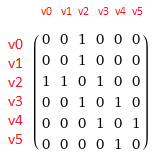 v0 v1 v2 v3 v4 v5
v0 0 0 1 0 0 0
v1 0 0 1 0 0 0
v2 1 1 0 1 0 0
v3 0 0 1 0 1 0
v4 0 0 0 1 0 1
v5 0 0 0 0 1 0